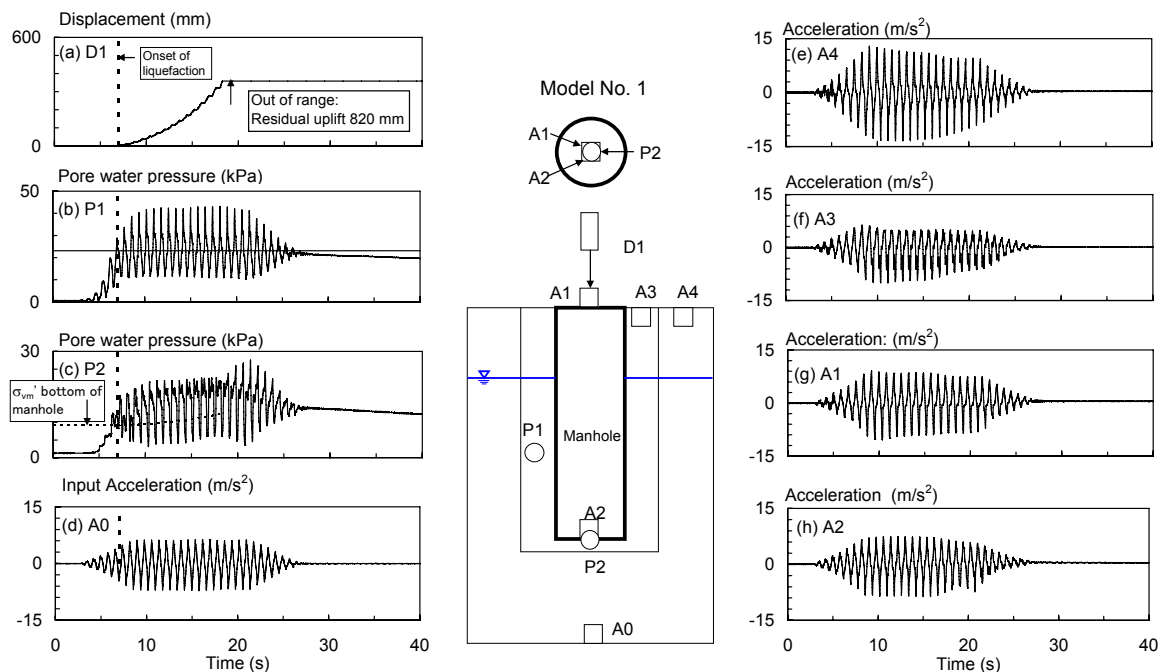 Displacement (mm)
600
(a) D1
Onset of
liquefaction
Out of range:
Residual uplift 820 mm
0
Pore water pressure (kPa)
50
(b) P1
0
Pore water pressure (kPa)
30
(c) P2
σvm' bottom of
manhole
0
Input Acceleration (m/s2)
15
(d) A0
0
-15
0 10 20 30 40
Time (s)
Model No. 1
A1
P2
A2
D1
A1 A3 A4
P1
Manhole
A2
P2
A0
Acceleration (m/s2)
15
(e) A4
0
-15
Acceleration (m/s2)
15
(f) A3
0
-15
Acceleration: (m/s2)
15
(g) A1
0
-15
Acceleration (m/s2)
15
(h) A2
0
-15
0 10 20 30 40
Time (s)